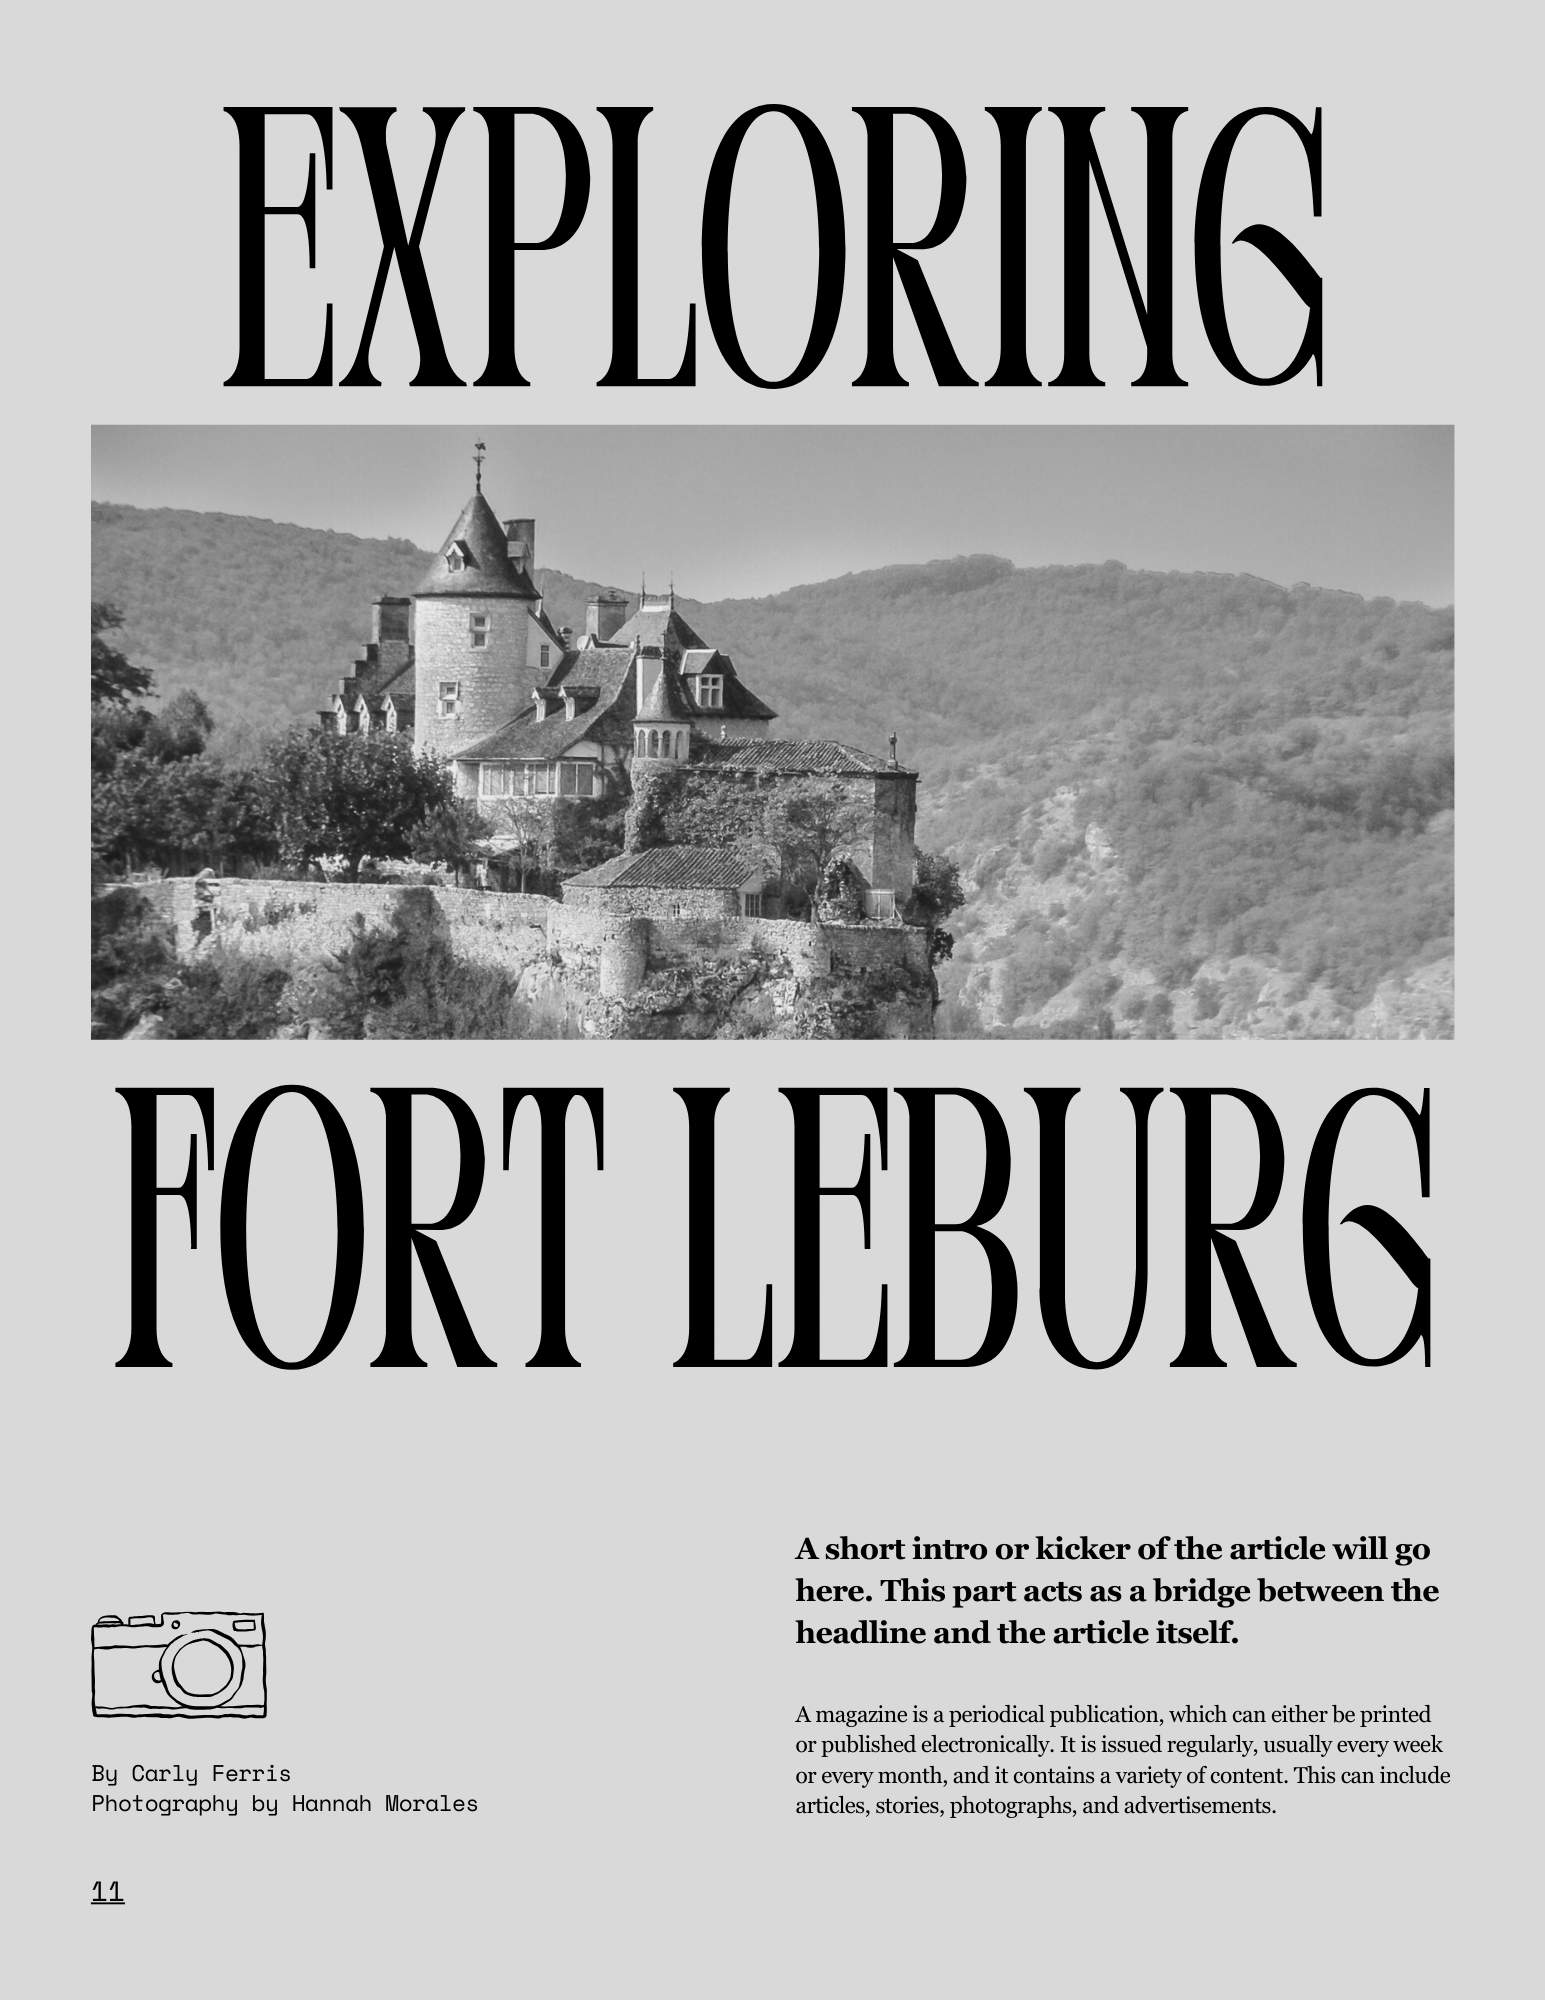 EXPLORING
FORT LEBURG
A short intro or kicker of the article will go
here. This part acts as a bridge between the
headline and the article itself.
A magazine is a periodical publication, which can either be printed
or published electronically. It is issued regularly, usually every week
or every month, and it contains a variety of content. This can include
articles, stories, photographs, and advertisements.
By Carly Ferris
Photography by Hannah Morales
11